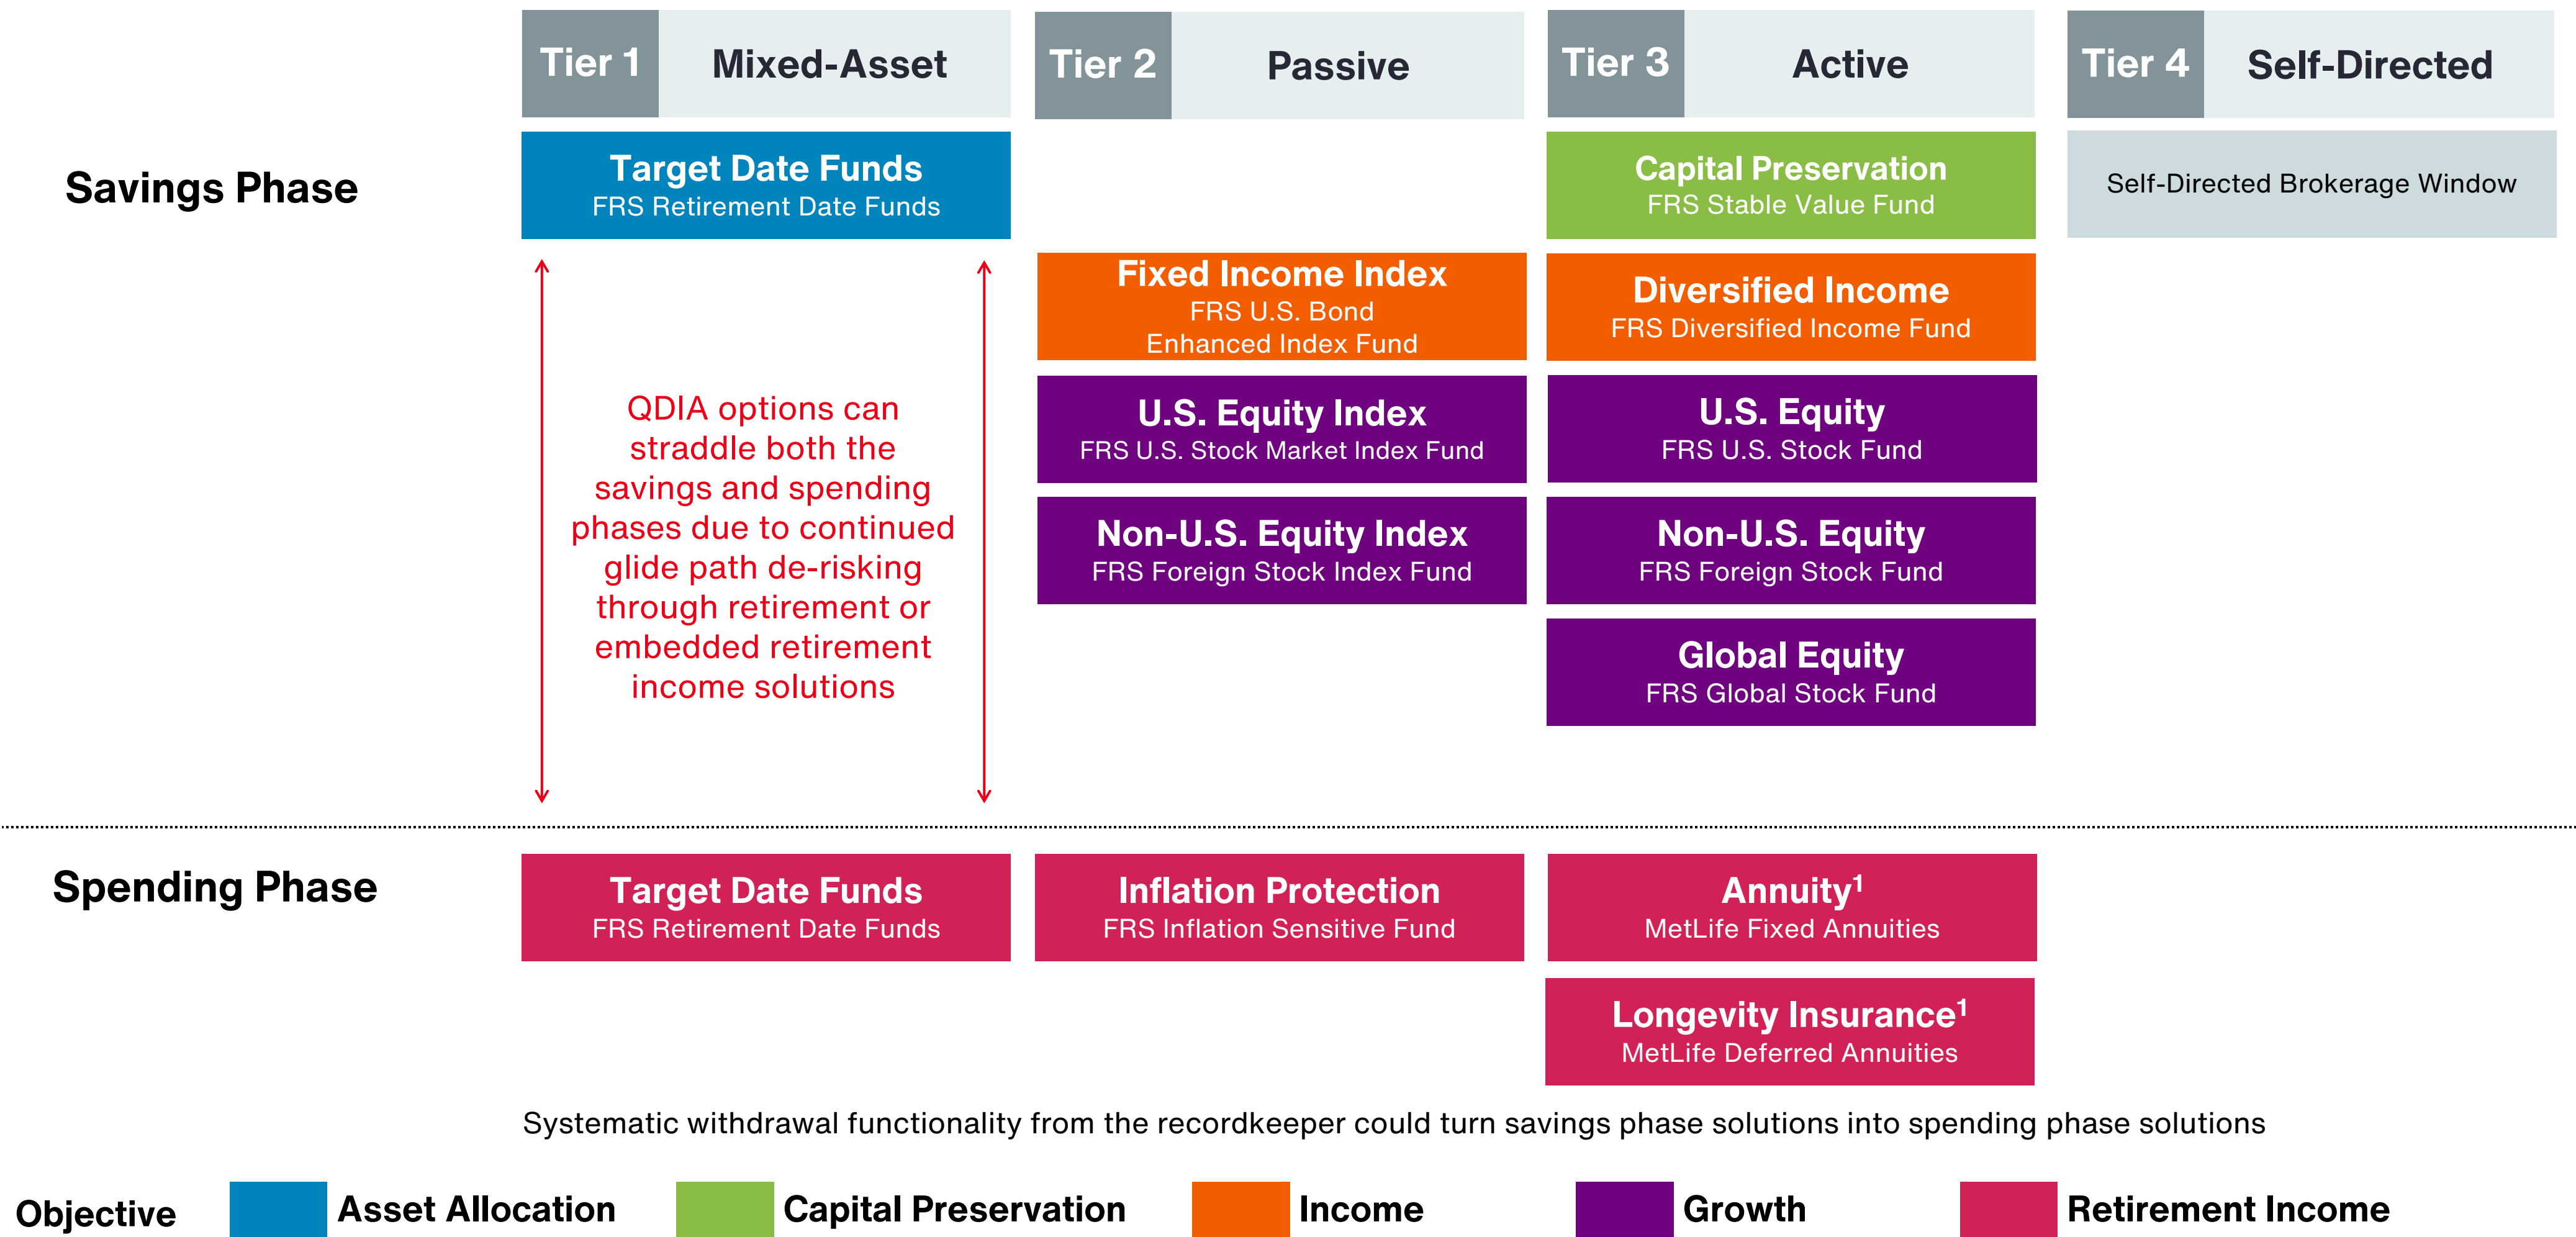 Tier 1
Mixed-Asset
Tier 2
Passive
Tier 3
Active
Tier 4
Self-Directed
Savings Phase
Target Date Funds
FRS Retirement Date Funds
Capital Preservation
FRS Stable Value Fund
Self-Directed Brokerage Window
QDIA options can
straddle both the
savings and spending
phases due to continued
glide path de-risking
through retirement or
embedded retirement
income solutions
Fixed Income Index
FRS U.S. Bond
Enhanced Index Fund
Diversified Income
FRS Diversified Income Fund
U.S. Equity Index
FRS U.S. Stock Market Index Fund
U.S. Equity
FRS U.S. Stock Fund
Non-U.S. Equity Index
FRS Foreign Stock Index Fund
Non-U.S. Equity
FRS Foreign Stock Fund
Global Equity
FRS Global Stock Fund
Spending Phase
Target Date Funds
FRS Retirement Date Funds
Inflation Protection
FRS Inflation Sensitive Fund
Annuity¹
MetLife Fixed Annuities
Longevity Insurance¹
MetLife Deferred Annuities
Systematic withdrawal functionality from the recordkeeper could turn savings phase solutions into spending phase solutions
Objective
Asset Allocation
Capital Preservation
Income
Growth
Retirement Income